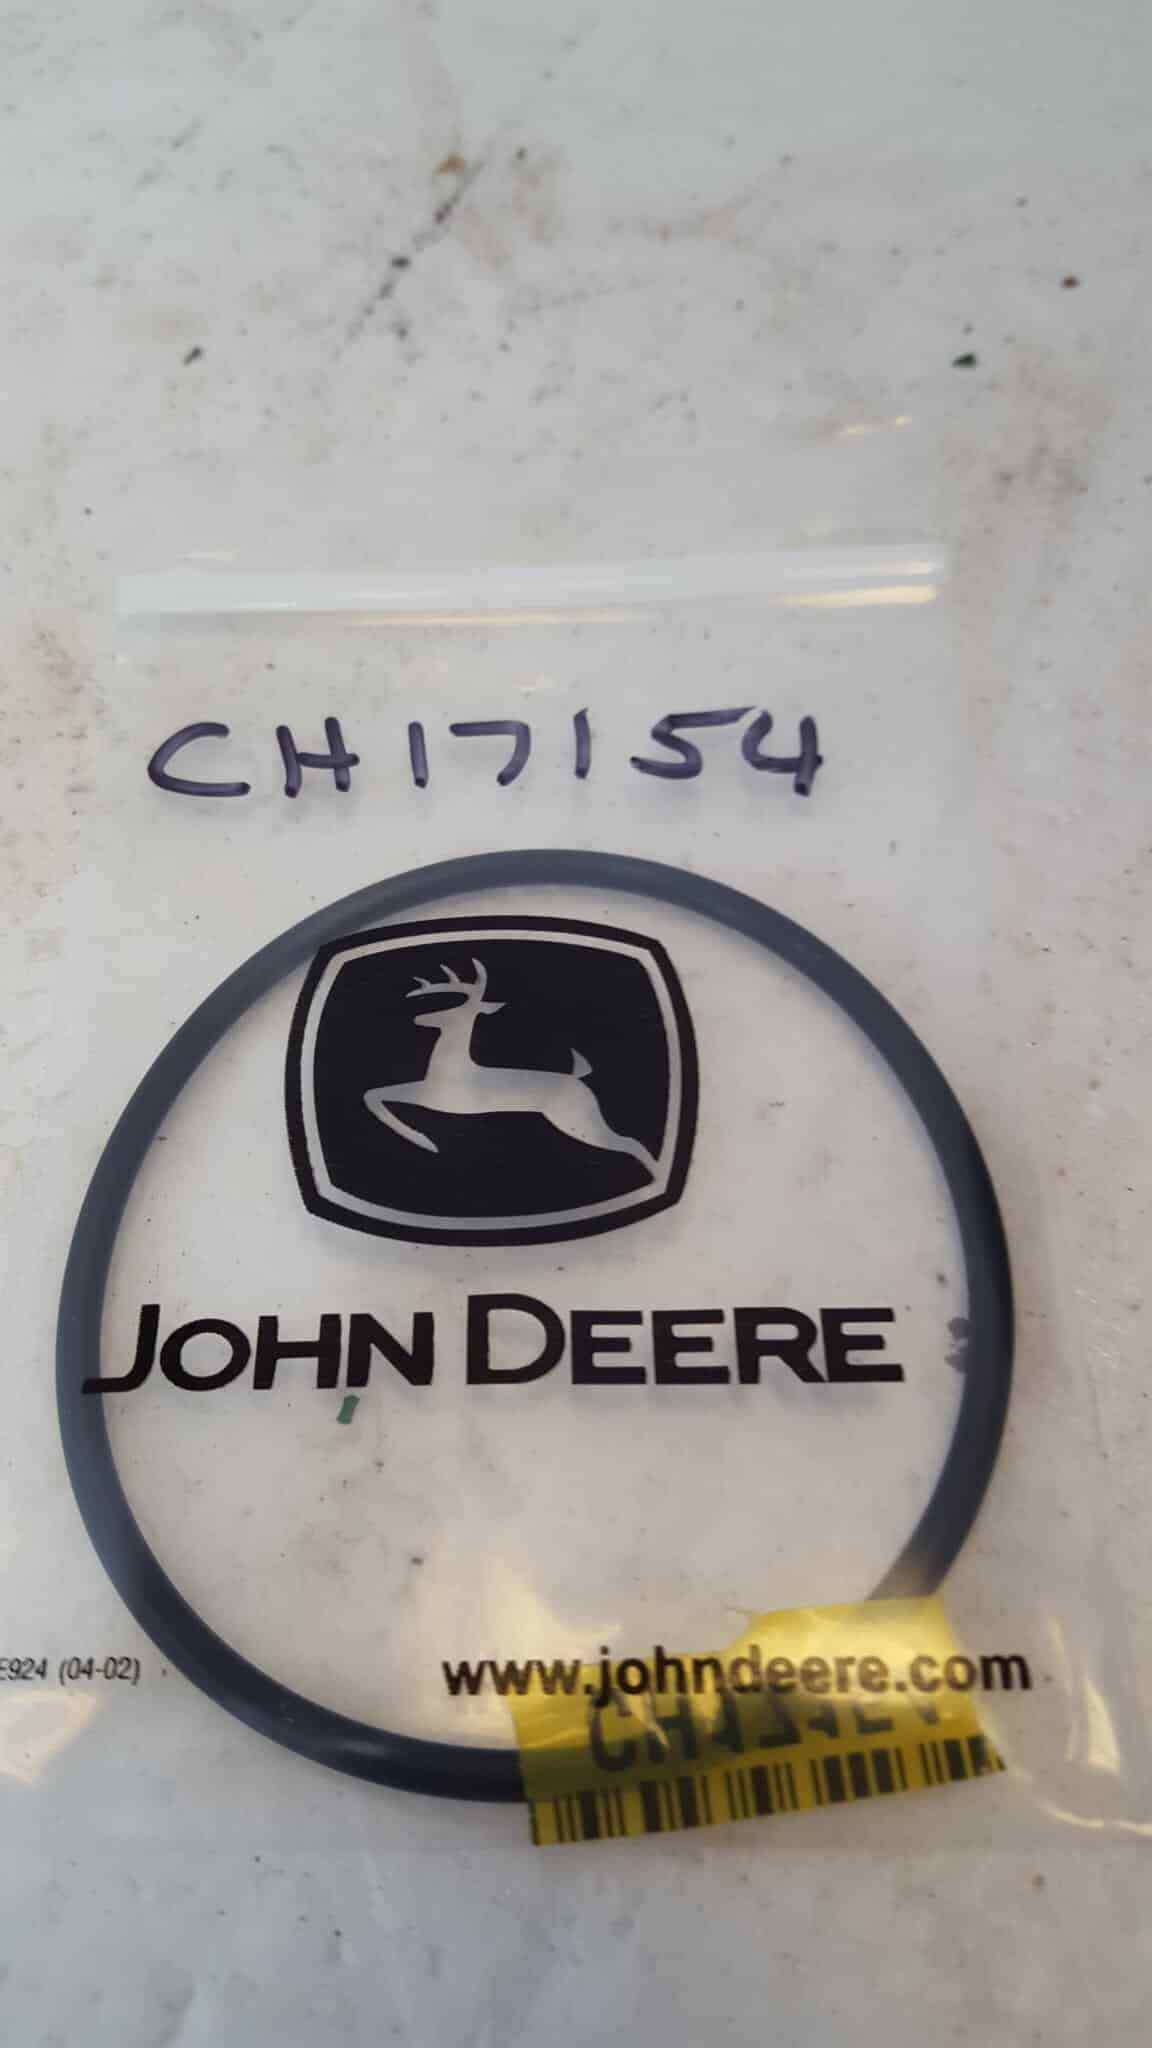 CH17154
JOHN DEERE
E924 (04-02)
www.johndeere.com